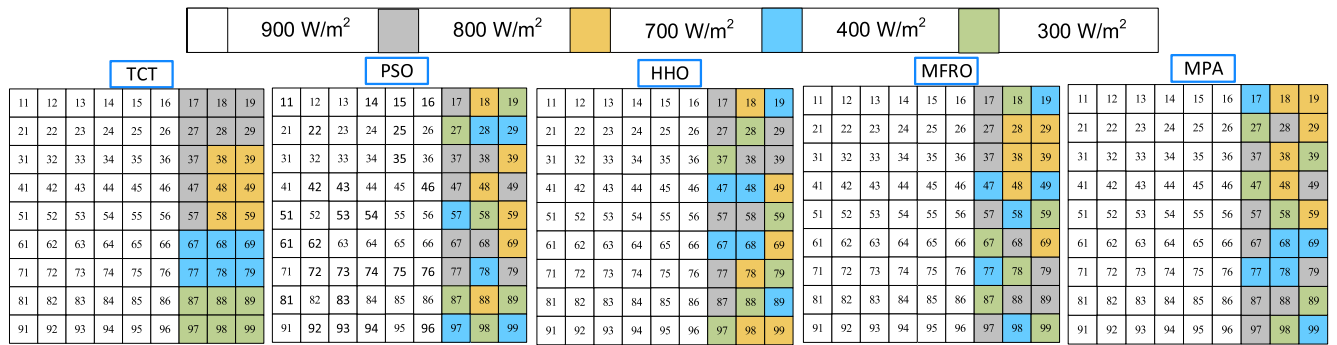 900 W/m² 800 W/m² 700 W/m² 400 W/m² 300 W/m²
TCT
11 12 13 14 15 16 17 18 19
21 22 23 24 25 26 27 28 29
31 32 33 34 35 36 37 38 39
41 42 43 44 45 46 47 48 49
51 52 53 54 55 56 57 58 59
61 62 63 64 65 66 67 68 69
71 72 73 74 75 76 77 78 79
81 82 83 84 85 86 87 88 89
91 92 93 94 95 96 97 98 99
PSO
11 12 13 14 15 16 17 18 19
21 22 23 24 25 26 27 28 29
31 32 33 34 35 36 37 38 39
41 42 43 44 45 46 47 48 49
51 52 53 54 55 56 57 58 59
61 62 63 64 65 66 67 68 69
71 72 73 74 75 76 77 78 79
81 82 83 84 85 86 87 88 89
91 92 93 94 95 96 97 98 99
HHO
11 12 13 14 15 16 17 18 19
21 22 23 24 25 26 27 28 29
31 32 33 34 35 36 37 38 39
41 42 43 44 45 46 47 48 49
51 52 53 54 55 56 57 58 59
61 62 63 64 65 66 67 68 69
71 72 73 74 75 76 77 78 79
81 82 83 84 85 86 87 88 89
91 92 93 94 95 96 97 98 99
MFRO
11 12 13 14 15 16 17 18 19
21 22 23 24 25 26 27 28 29
31 32 33 34 35 36 37 38 39
41 42 43 44 45 46 47 48 49
51 52 53 54 55 56 57 58 59
61 62 63 64 65 66 67 68 69
71 72 73 74 75 76 77 78 79
81 82 83 84 85 86 87 88 89
91 92 93 94 95 96 97 98 99
MPA
11 12 13 14 15 16 17 18 19
21 22 23 24 25 26 27 28 29
31 32 33 34 35 36 37 38 39
41 42 43 44 45 46 47 48 49
51 52 53 54 55 56 57 58 59
61 62 63 64 65 66 67 68 69
71 72 73 74 75 76 77 78 79
81 82 83 84 85 86 87 88 89
91 92 93 94 95 96 97 98 99